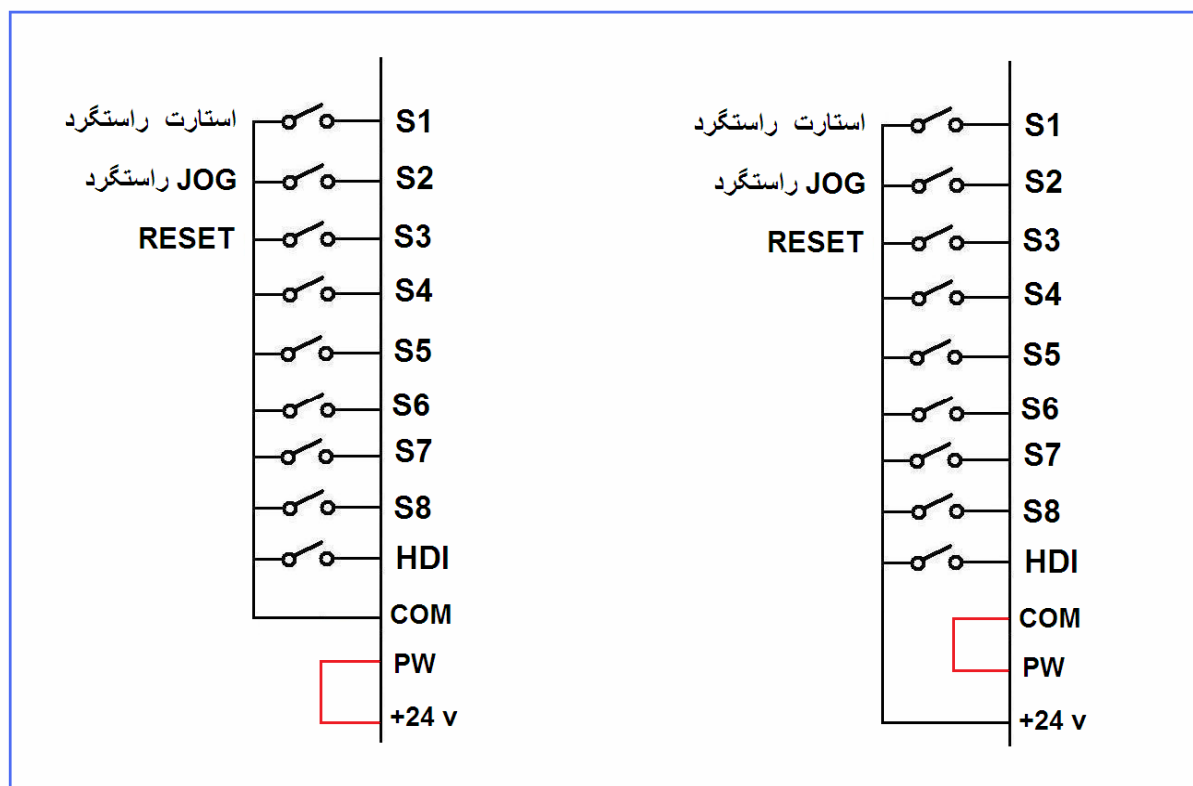 استارت راستگرد S1
JOG راستگرد S2
RESET S3
S4
S5
S6
S7
S8
HDI
COM
PW
+24 v
استارت راستگرد S1
JOG راستگرد S2
RESET S3
S4
S5
S6
S7
S8
HDI
COM
PW
+24 v